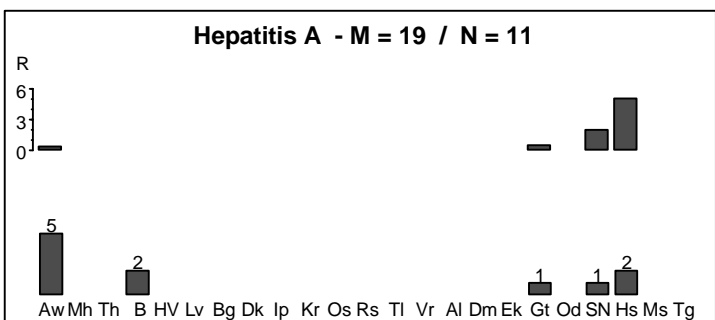 Hepatitis A - M = 19 / N = 11
R
6
3
0
5
2
1
1
2
Aw Mh Th B HV Lv Bg Dk Ip Kr Os Rs Tl Vr Al Dm Ek Gt Od SN Hs Ms Tg